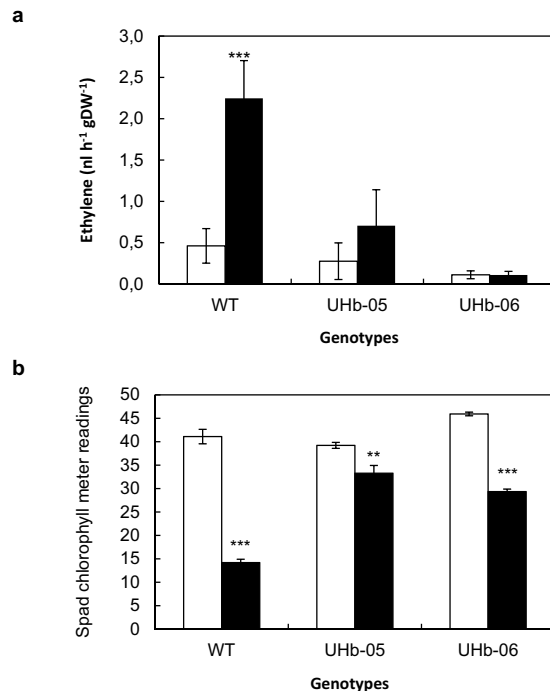 a
Ethylene (nl h⁻¹ gDW⁻¹)
3,0
2,5
2,0
1,5
1,0
0,5
0,0
***
WT UHb-05 UHb-06
Genotypes
b
Spad chlorophyll meter readings
50
45
40
35
30
25
20
15
10
5
0
***
**
***
WT UHb-05 UHb-06
Genotypes